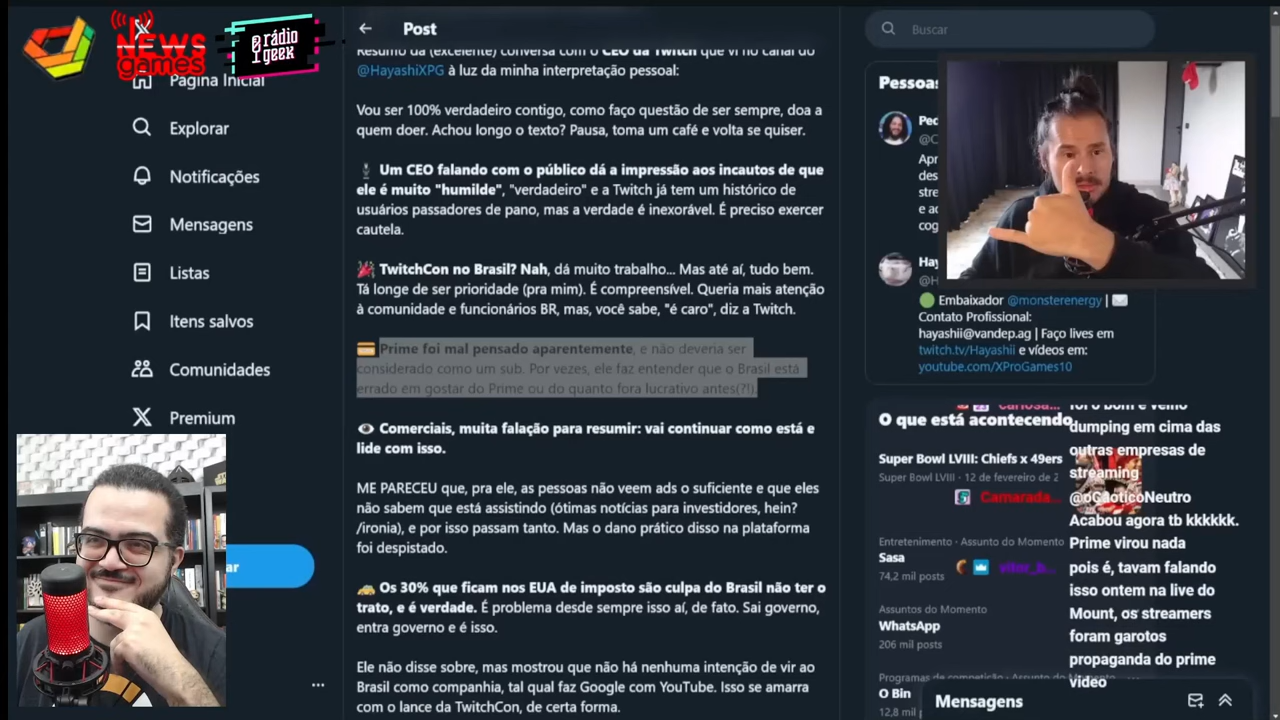 NEWS
games
rádio
geek
Post
Buscar
Página Inicial
Explorar
Notificações
Mensagens
Listas
Itens salvos
Comunidades
Premium
ar
Resumo da (excelente) conversa com o CEO da Twitch que vi no canal do
@HayashiXPG à luz da minha interpretação pessoal:
Vou ser 100% verdadeiro contigo, como faço questão de ser sempre, doa a
quem doer. Achou longo o texto? Pausa, toma um café e volta se quiser.
🎙️ Um CEO falando com o público dá a impressão aos incautos de que
ele é muito "humilde", "verdadeiro" e a Twitch já tem um histórico de
usuários passadores de pano, mas a verdade é inexorável. É preciso exercer
cautela.
🎉 TwitchCon no Brasil? Nah, dá muito trabalho... Mas até aí, tudo bem.
Tá longe de ser prioridade (pra mim). É compreensível. Queria mais atenção
à comunidade e funcionários BR, mas, você sabe, "é caro", diz a Twitch.
💳 Prime foi mal pensado aparentemente, e não deveria ser
considerado como um sub. Por vezes, ele faz entender que o Brasil está
errado em gostar do Prime ou do quanto fora lucrativo antes(?!).
👁️ Comerciais, muita falação para resumir: vai continuar como está e
lide com isso.
ME PARECEU que, pra ele, as pessoas não veem ads o suficiente e que eles
não sabem que está assistindo (ótimas notícias para investidores, hein?
/ironia), e por isso passam tanto. Mas o dano prático disso na plataforma
foi despistado.
🚕 Os 30% que ficam nos EUA de imposto são culpa do Brasil não ter o
trato, e é verdade. É problema desde sempre isso aí, de fato. Sai governo,
entra governo e é isso.
Ele não disse sobre, mas mostrou que não há nenhuma intenção de vir ao
Brasil como companhia, tal qual faz Google com YouTube. Isso se amarra
com o lance da TwitchCon, de certa forma.
Pessoas
Ped
@C
Apr
des
stre
e ac
cog
Hay
@H
🟢 Embaixador @monsterenergy | ✉️
Contato Profissional:
hayashii@vandep.ag | Faço lives em
twitch.tv/Hayashii e vídeos em:
youtube.com/XProGames10
O que está acontecendo
Super Bowl LVIII: Chiefs x 49ers
Super Bowl LVIII · 12 de fevereiro de 2
Entretenimento · Assunto do Momento
Sasa
74,2 mil posts
Assuntos do Momento
WhatsApp
206 mil posts
Programas de competição · Assunto do Momento
O Bin
12,8 mil p
foi o bom e velho
dumping em cima das
outras empresas de
streaming
Camarada...
@oCaoticoNeutro
Acabou agora tb kkkkkk.
Prime virou nada
vitor_b...
pois é, tavam falando
isso ontem na live do
Mount, os streamers
foram garotos
propaganda do prime
video
Mensagens